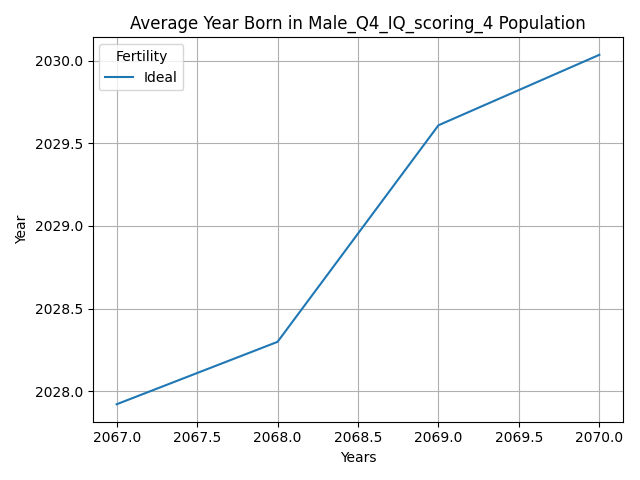 Average Year Born in Male_Q4_IQ_scoring_4 Population
Fertility
Ideal
2030.0
2029.5
2029.0
2028.5
2028.0
Year
2067.0 2067.5 2068.0 2068.5 2069.0 2069.5 2070.0
Years